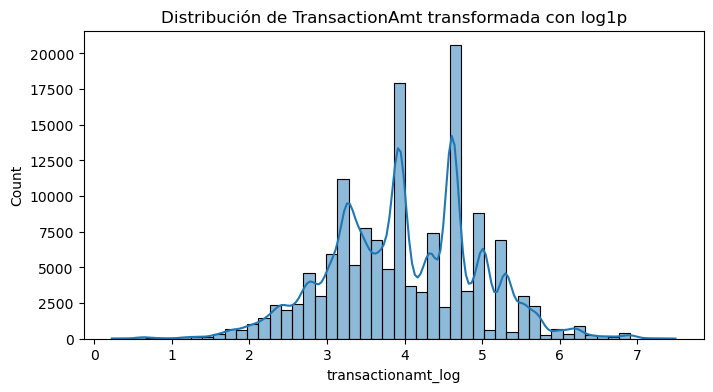 Distribución de TransactionAmt transformada con log1p
Count
20000
17500
15000
12500
10000
7500
5000
2500
0
0 1 2 3 4 5 6 7
transactionamt_log